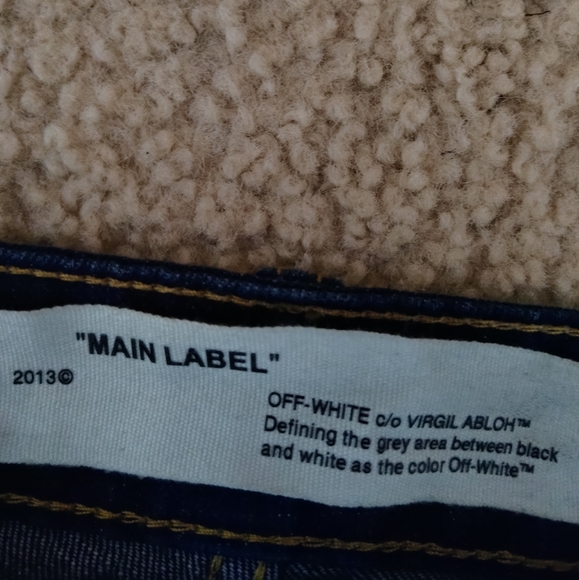 "MAIN LABEL"
2013©
OFF-WHITE c/o VIRGIL ABLOH™
Defining the grey area between black
and white as the color Off-White™